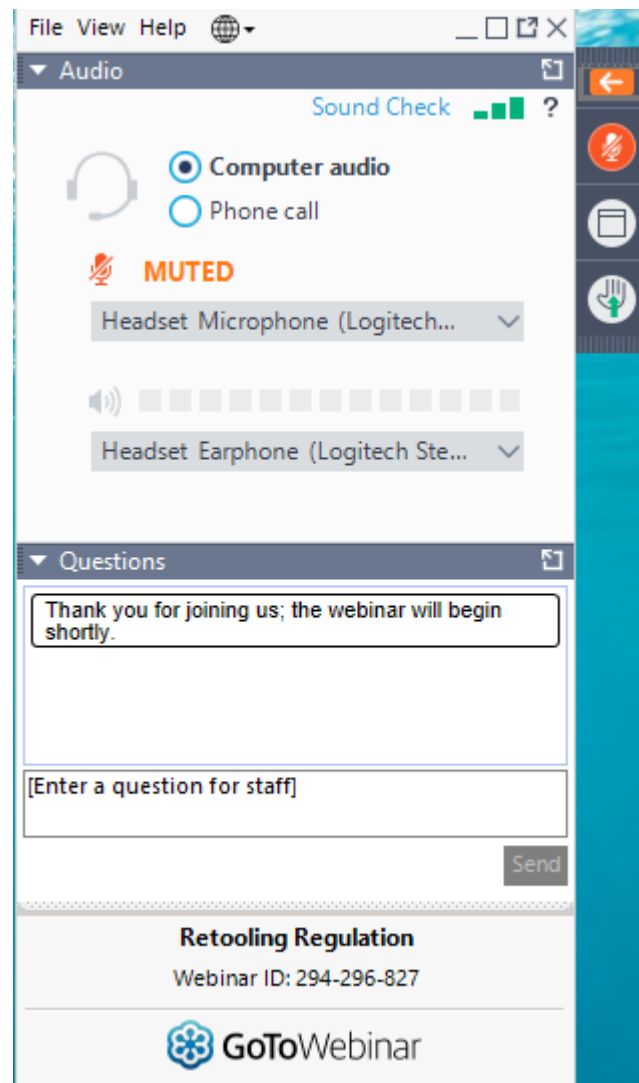 File View Help
Audio
Sound Check ?
Computer audio
Phone call
MUTED
Headset Microphone (Logitech...
Headset Earphone (Logitech Ste...
Questions
Thank you for joining us; the webinar will begin
shortly.
[Enter a question for staff]
Send
Retooling Regulation
Webinar ID: 294-296-827
GoToWebinar